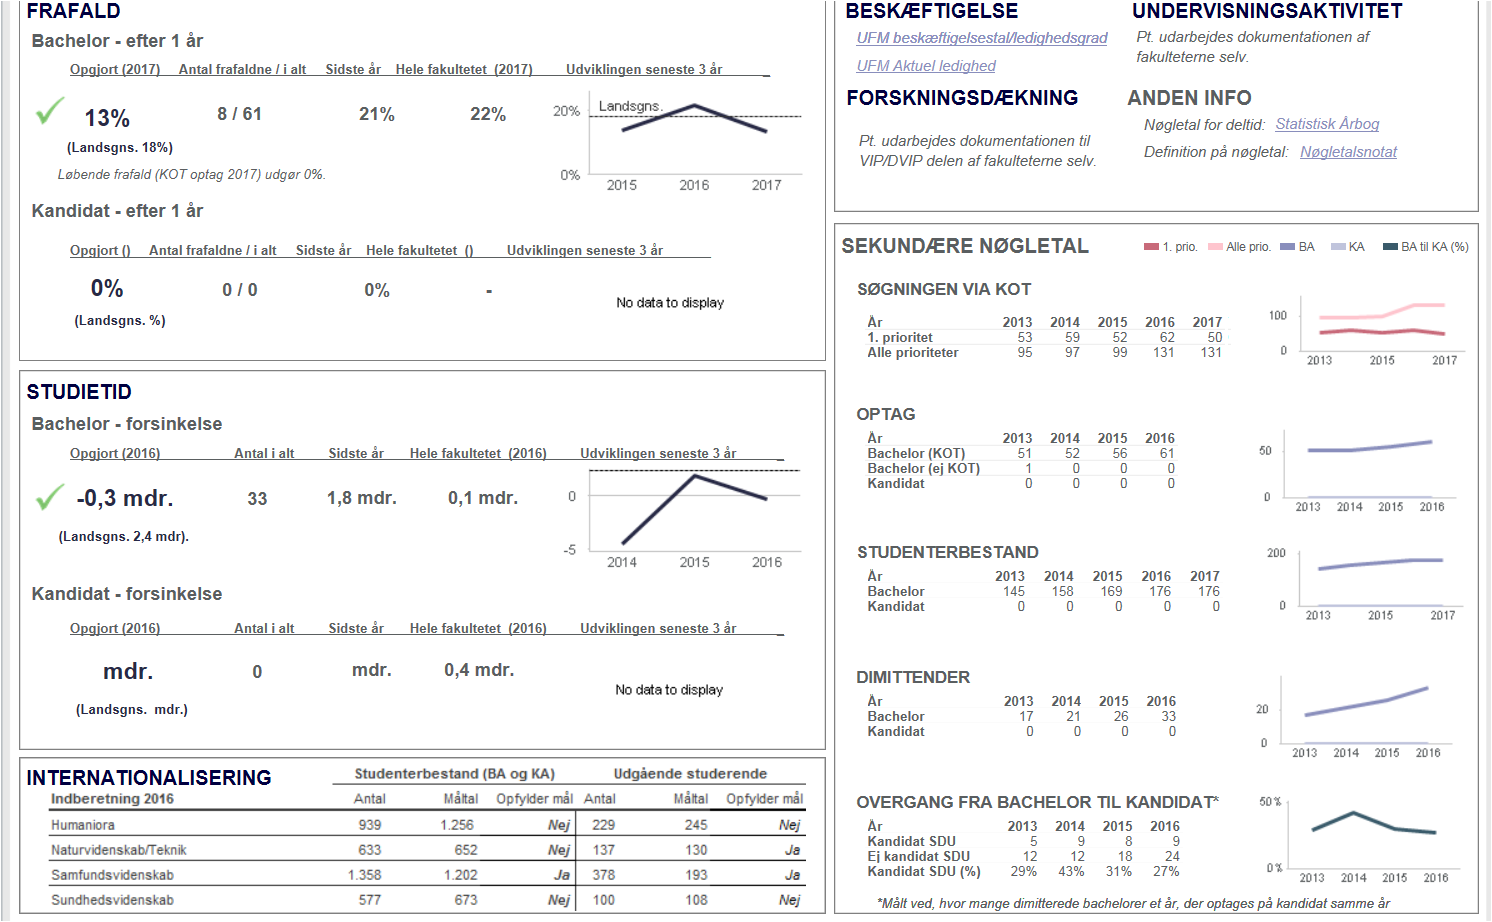 FRAFALD
Bachelor - efter 1 år
Opgjort (2017) Antal frafaldne / i alt Sidste år Hele fakultetet (2017) Udviklingen seneste 3 år _
13% 8 / 61 21% 22%
(Landsgns. 18%)
Løbende frafald (KOT optag 2017) udgør 0%.
20% Landsgns.
0%
2015 2016 2017
Kandidat - efter 1 år
Opgjort () Antal frafaldne / i alt Sidste år Hele fakultetet () Udviklingen seneste 3 år
0% 0 / 0 0% -
No data to display
(Landsgns. %)
STUDIETID
Bachelor - forsinkelse
Opgjort (2016) Antal i alt Sidste år Hele fakultetet (2016) Udviklingen seneste 3 år _
-0,3 mdr. 33 1,8 mdr. 0,1 mdr.
(Landsgns. 2,4 mdr).
0
-5
2014 2015 2016
Kandidat - forsinkelse
Opgjort (2016) Antal i alt Sidste år Hele fakultetet (2016) Udviklingen seneste 3 år _
mdr. 0 mdr. 0,4 mdr.
No data to display
(Landsgns. mdr.)
INTERNATIONALISERING Studenterbestand (BA og KA) Udgående studerende
Indberetning 2016 Antal Måltal Opfylder mål Antal Måltal Opfylder mål
Humaniora 939 1.256 Nej 229 245 Nej
Naturvidenskab/Teknik 633 652 Nej 137 130 Ja
Samfundsvidenskab 1.358 1.202 Ja 378 193 Ja
Sundhedsvidenskab 577 673 Nej 100 108 Nej
BESKÆFTIGELSE
UFM beskæftigelsestal/ledighedsgrad
UFM Aktuel ledighed
UNDERVISNINGSAKTIVITET
Pt. udarbejdes dokumentationen af
fakulteterne selv.
FORSKNINGSDÆKNING
Pt. udarbejdes dokumentationen til
VIP/DVIP delen af fakulteterne selv.
ANDEN INFO
Nøgletal for deltid: Statistisk Årbog
Definition på nøgletal: Nøgletalsnotat
SEKUNDÆRE NØGLETAL
1. prio. Alle prio. BA KA BA til KA (%)
SØGNINGEN VIA KOT
År 2013 2014 2015 2016 2017
1. prioritet 53 59 52 62 50
Alle prioriteter 95 97 99 131 131
100
0
2013 2015 2017
OPTAG
År 2013 2014 2015 2016
Bachelor (KOT) 51 52 56 61
Bachelor (ej KOT) 1 0 0 0
Kandidat 0 0 0 0
50
0
2013 2014 2015 2016
STUDENTERBESTAND
År 2013 2014 2015 2016 2017
Bachelor 145 158 169 176 176
Kandidat 0 0 0 0 0
200
0
2013 2015 2017
DIMITTENDER
År 2013 2014 2015 2016
Bachelor 17 21 26 33
Kandidat 0 0 0 0
20
0
2013 2014 2015 2016
OVERGANG FRA BACHELOR TIL KANDIDAT*
År 2013 2014 2015 2016
Kandidat SDU 5 9 8 9
Ej kandidat SDU 12 12 18 24
Kandidat SDU (%) 29% 43% 31% 27%
50%
0%
2013 2014 2015 2016
*Målt ved, hvor mange dimitterede bachelorer et år, der optages på kandidat samme år